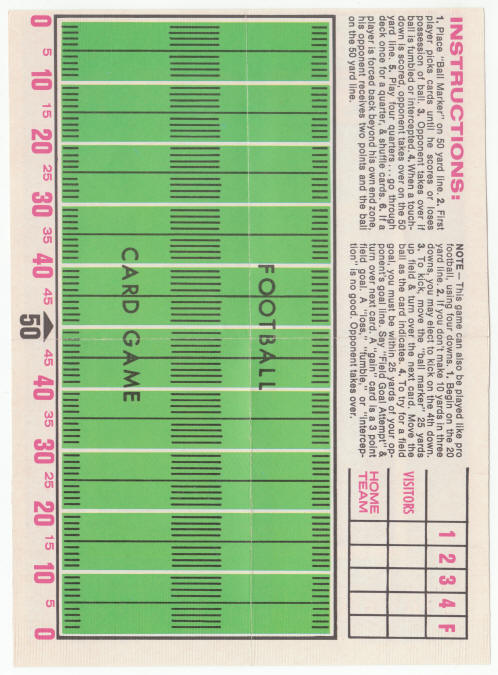 INSTRUCTIONS:
1. Place "Ball Marker" on 50 yard line. 2. First
player picks cards until he scores or loses
possession of ball. 3. Opponent takes over if
ball is fumbled or intercepted. 4. When a touch-
down is scored, opponent takes over on the 50
yard line. 5. Play four quarters . . . go through
deck once for a quarter, & shuffle cards. 6. If a
player is forced back beyond his own end zone,
his opponent receives two points and the ball
on the 50 yard line.
NOTE — This game can also be played like pro
football, using four downs. 1. Begin on the 20
yard line. 2. If you don't make 10 yards in three
downs, you may elect to kick on the 4th down.
3. To kick, move the "ball marker" 25 yards
up field & turn over the next card. Move the
ball as the card indicates. 4. To try for a field
goal, you must be within 25 yards of your op-
ponent's goal line. Say "Field Goal Attempt" &
turn over next card. A "gain" card is a 3 point
field goal. A "loss," "fumble," or "intercep-
tion" is no good. Opponent takes over.
1 2 3 4 F
VISITORS
HOME
TEAM
FOOTBALL
CARD GAME
0 5 10 15 20 25 30 35 40 45 50 45 40 35 30 25 20 15 10 5 0